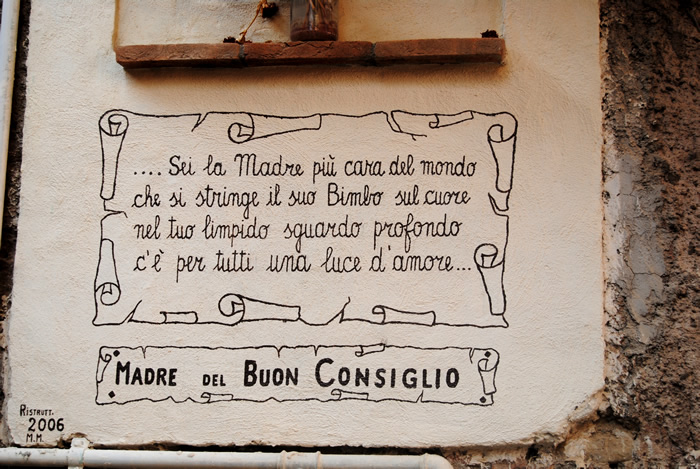 ....Sei la Madre più cara del mondo
che si stringe il suo Bimbo sul cuore
nel tuo limpido sguardo profondo
c'è per tutti una luce d'amore...
MADRE DEL BUON CONSIGLIO
RISTRUTT.
2006
M.M.